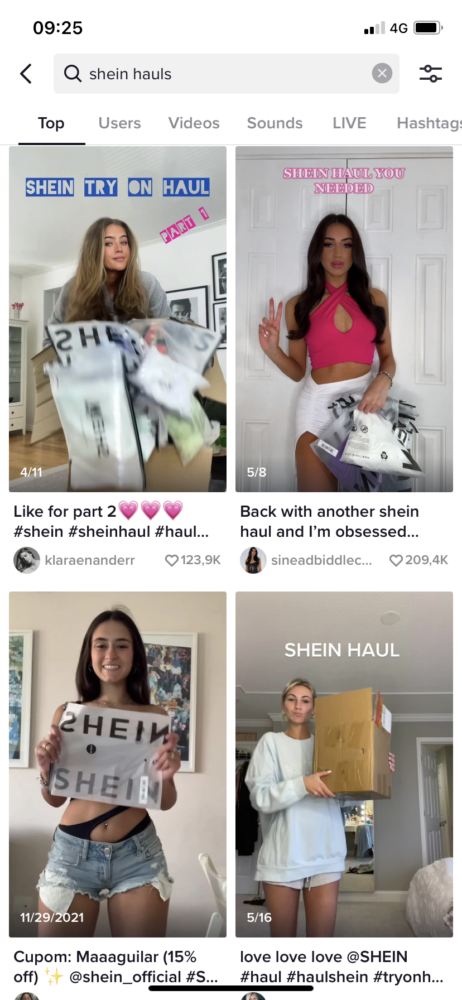 09:25
4G
shein hauls
Top Users Videos Sounds LIVE Hashtags
SHEIN TRY ON HAUL
PART 1
SHEIN
4/11
SHEIN HAUL YOU
NEEDED
5/8
Like for part 2💗💗💗
#shein #sheinhaul #haul...
klaraenanderr
123,9K
Back with another shein
haul and I’m obsessed...
sineadbiddlec...
209,4K
SHEIN
SHEIN
11/29/2021
SHEIN HAUL
5/16
Cupom: Maaaguilar (15%
off) ✨ @shein_official #S...
love love love @SHEIN
#haul #haulshein #tryonh...